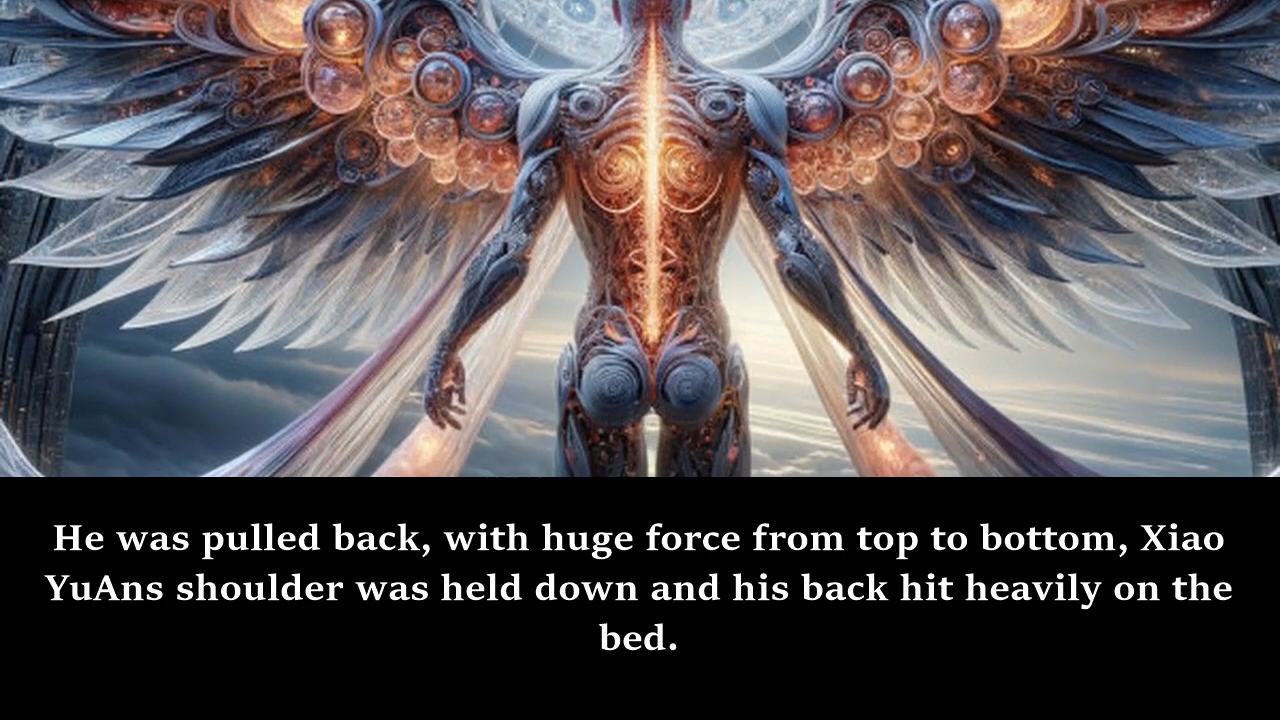 He was pulled back, with huge force from top to bottom, Xiao
YuAns shoulder was held down and his back hit heavily on the
bed.